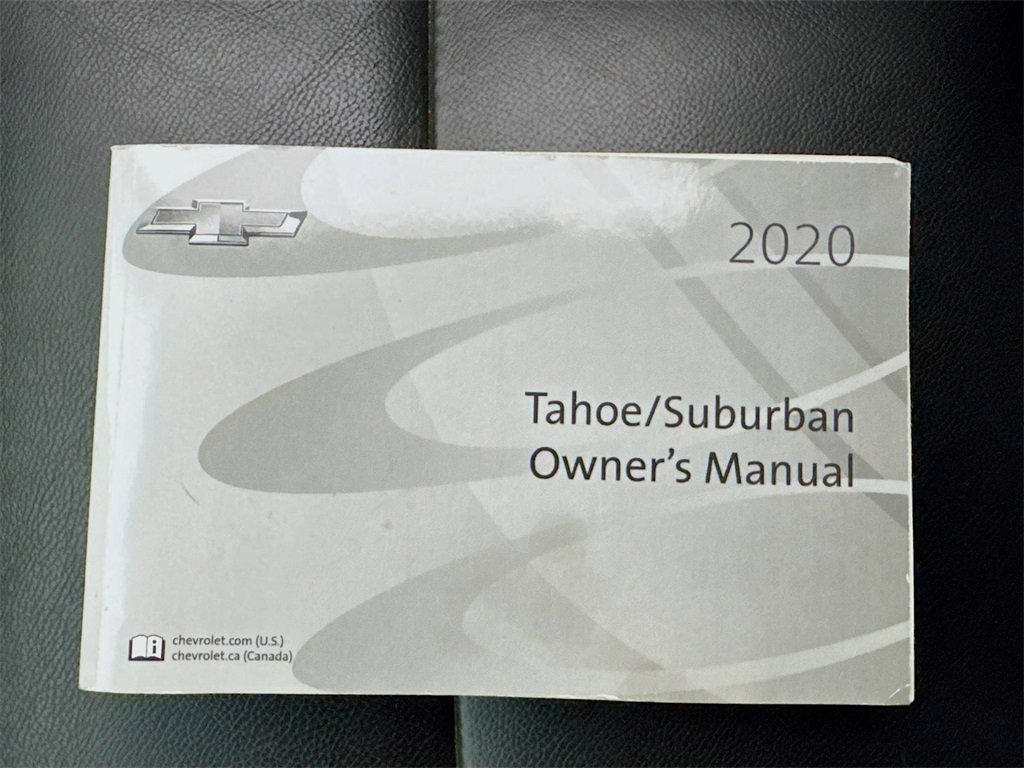 2020
Tahoe/Suburban
Owner's Manual
chevrolet.com (U.S.)
chevrolet.ca (Canada)